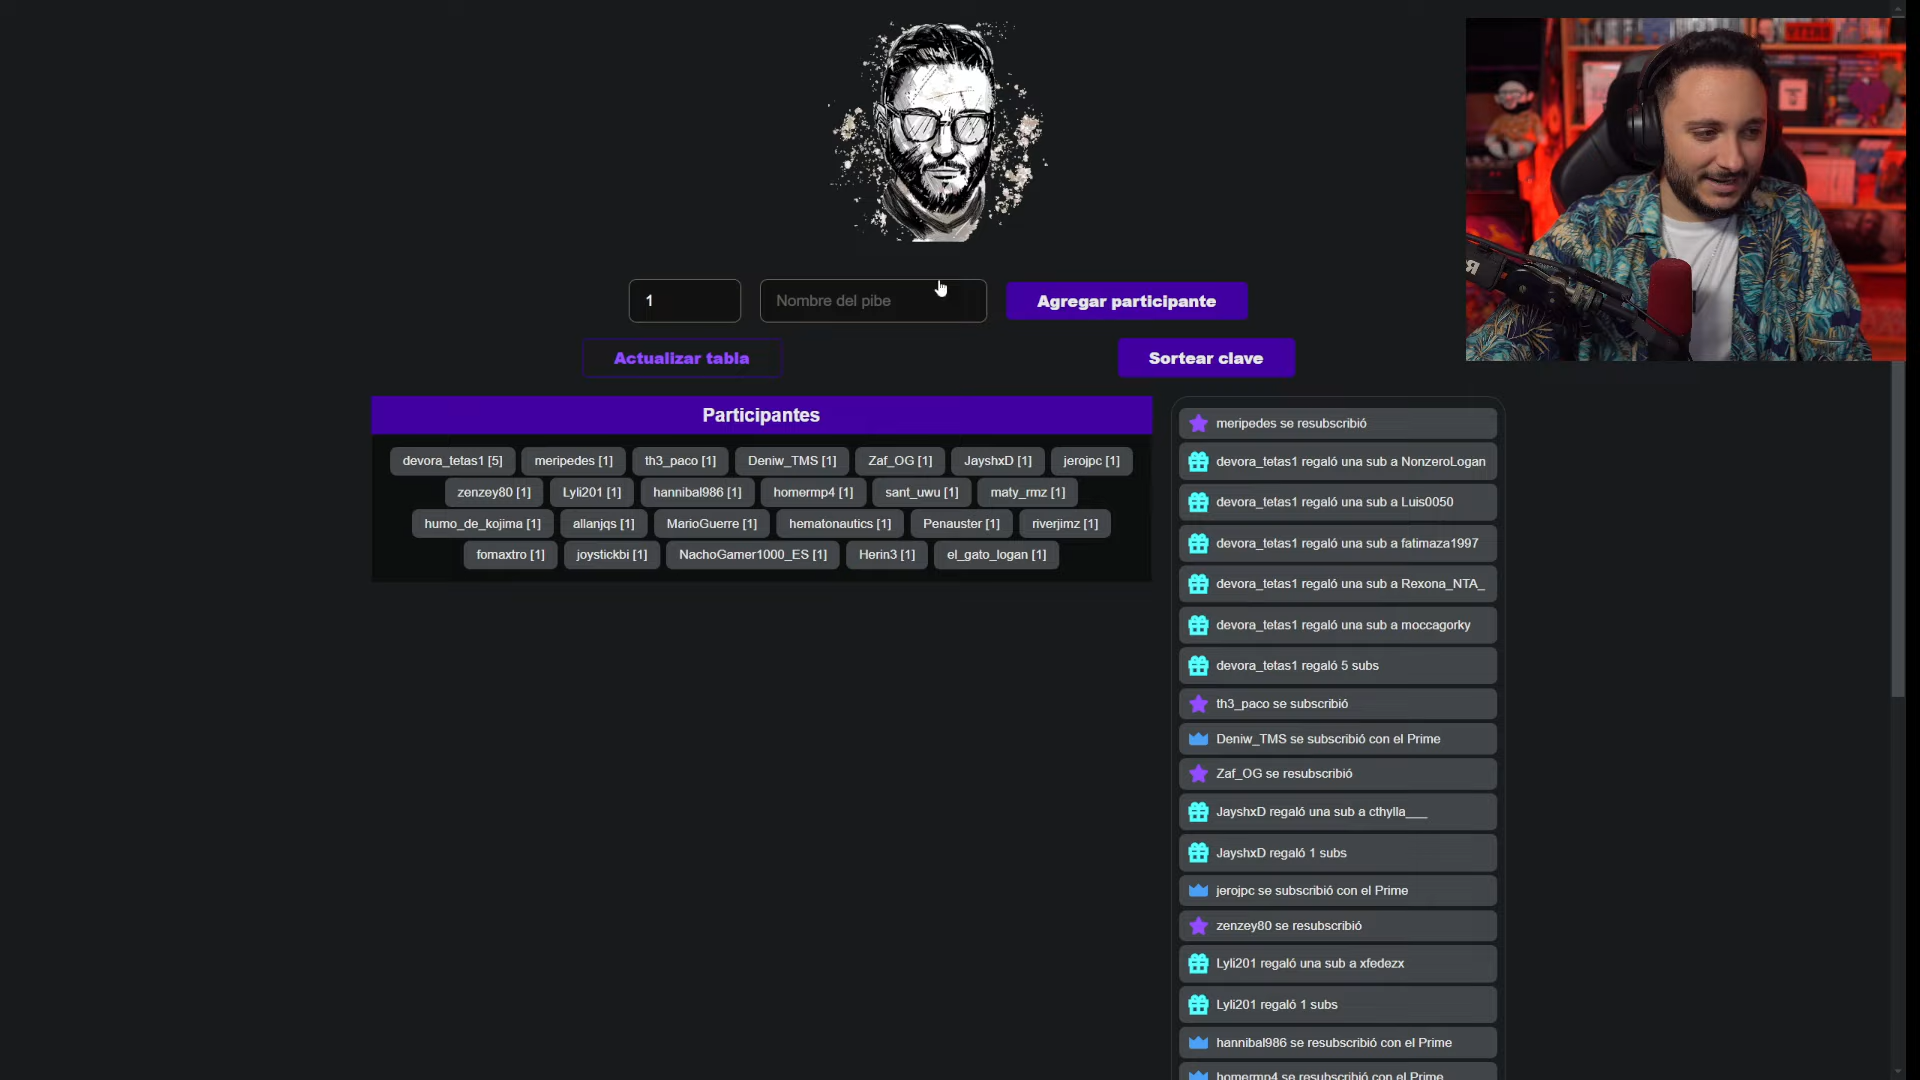 1
Nombre del pibe
Agregar participante
Actualizar tabla
Sortear clave
Participantes
devora_tetas1 [5] meripedes [1] th3_paco [1] Deniw_TMS [1] Zaf_OG [1] JayshxD [1] jerojpc [1]
zenzey80 [1] Lyli201 [1] hannibal986 [1] homermp4 [1] sant_uwu [1] maty_rmz [1]
humo_de_kojima [1] allanjqs [1] MarioGuerre [1] hematonautics [1] Penauster [1] riverjimz [1]
fomaxtro [1] joystickbi [1] NachoGamer1000_ES [1] Herin3 [1] el_gato_logan [1]
meripedes se resubscribió
devora_tetas1 regaló una sub a NonzeroLogan
devora_tetas1 regaló una sub a Luis0050
devora_tetas1 regaló una sub a fatimaza1997
devora_tetas1 regaló una sub a Rexona_NTA_
devora_tetas1 regaló una sub a moccagorky
devora_tetas1 regaló 5 subs
th3_paco se subscribió
Deniw_TMS se subscribió con el Prime
Zaf_OG se resubscribió
JayshxD regaló una sub a cthylla___
JayshxD regaló 1 subs
jerojpc se subscribió con el Prime
zenzey80 se resubscribió
Lyli201 regaló una sub a xfedezx
Lyli201 regaló 1 subs
hannibal986 se resubscribió con el Prime
homermp4 se resubscribió con el Prime